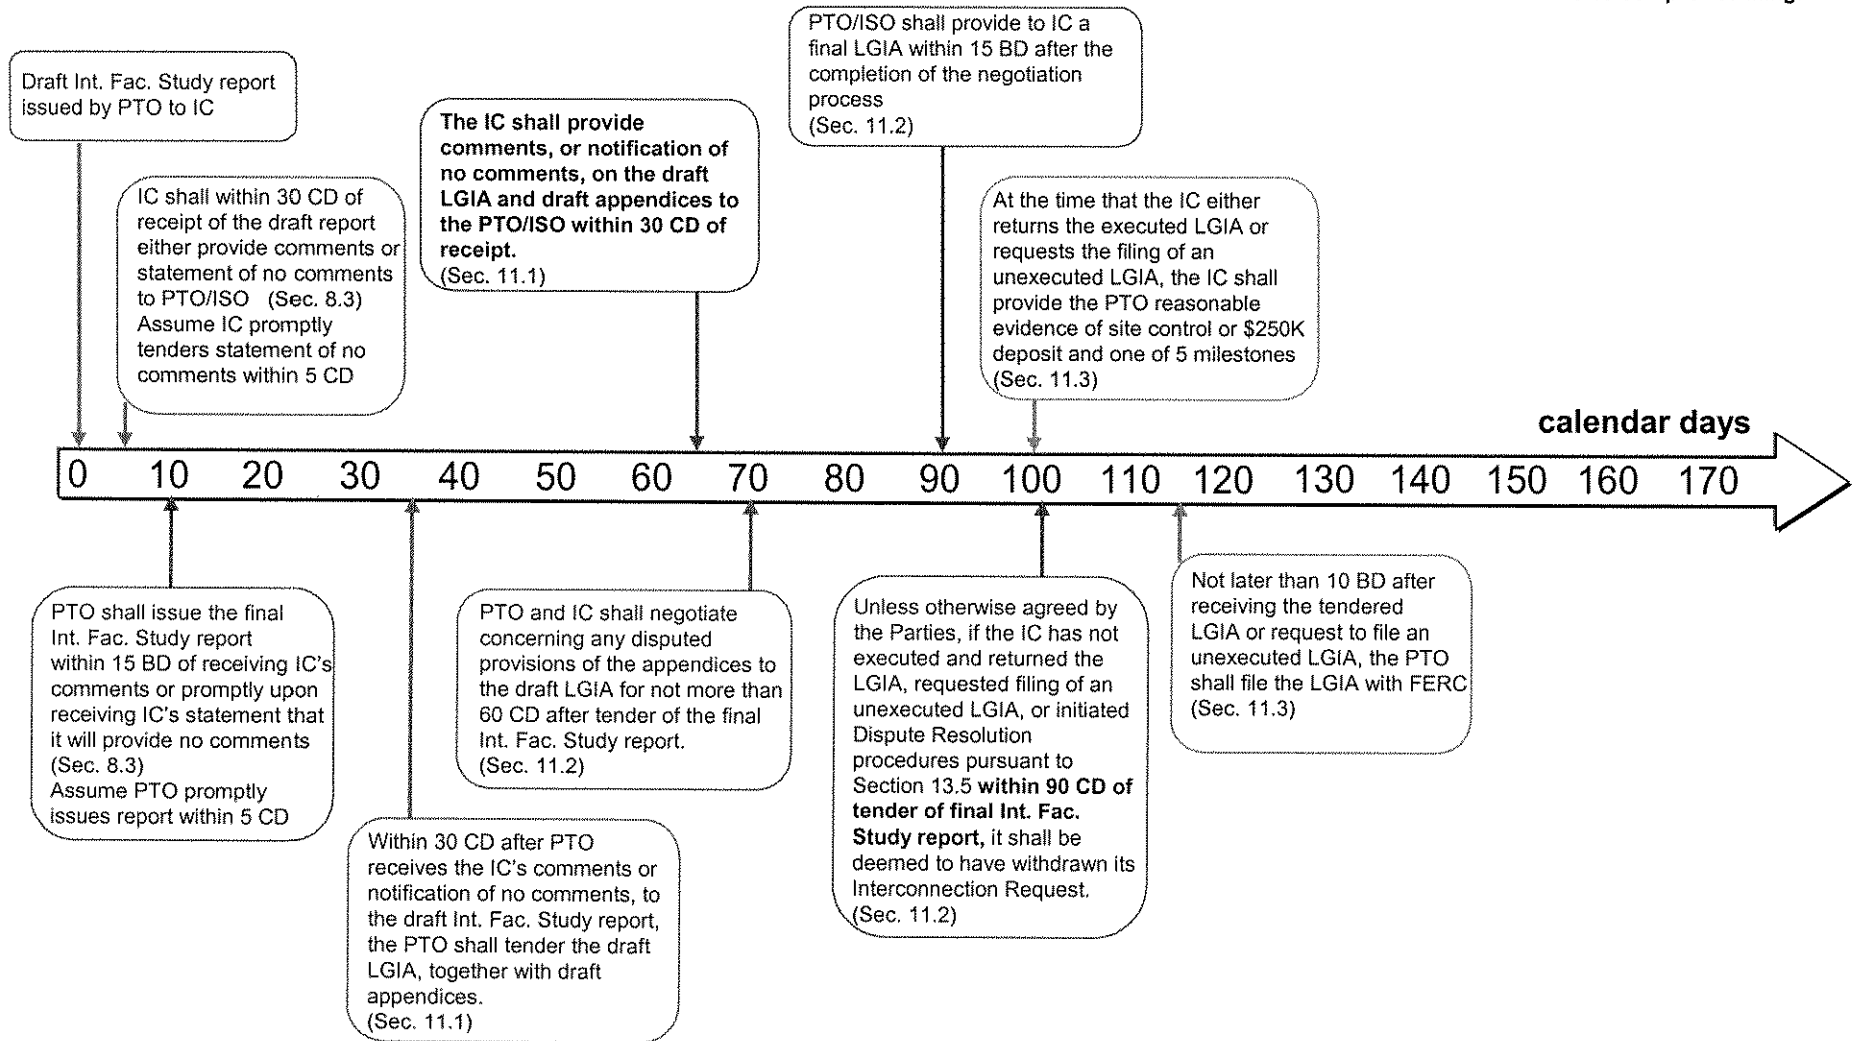 Draft Int. Fac. Study report
issued by PTO to IC
IC shall within 30 CD of
receipt of the draft report
either provide comments or
statement of no comments
to PTO/ISO (Sec. 8.3)
Assume IC promptly
tenders statement of no
comments within 5 CD
The IC shall provide
comments, or notification of
no comments, on the draft
LGIA and draft appendices to
the PTO/ISO within 30 CD of
receipt.
(Sec. 11.1)
PTO/ISO shall provide to IC a
final LGIA within 15 BD after the
completion of the negotiation
process
(Sec. 11.2)
At the time that the IC either
returns the executed LGIA or
requests the filing of an
unexecuted LGIA, the IC shall
provide the PTO reasonable
evidence of site control or $250K
deposit and one of 5 milestones
(Sec. 11.3)
calendar days
0 10 20 30 40 50 60 70 80 90 100 110 120 130 140 150 160 170
PTO shall issue the final
Int. Fac. Study report
within 15 BD of receiving IC's
comments or promptly upon
receiving IC's statement that
it will provide no comments
(Sec. 8.3)
Assume PTO promptly
issues report within 5 CD
Within 30 CD after PTO
receives the IC's comments or
notification of no comments, to
the draft Int. Fac. Study report,
the PTO shall tender the draft
LGIA, together with draft
appendices.
(Sec. 11.1)
PTO and IC shall negotiate
concerning any disputed
provisions of the appendices to
the draft LGIA for not more than
60 CD after tender of the final
Int. Fac. Study report.
(Sec. 11.2)
Unless otherwise agreed by
the Parties, if the IC has not
executed and returned the
LGIA, requested filing of an
unexecuted LGIA, or initiated
Dispute Resolution
procedures pursuant to
Section 13.5 within 90 CD of
tender of final Int. Fac.
Study report, it shall be
deemed to have withdrawn its
Interconnection Request.
(Sec. 11.2)
Not later than 10 BD after
receiving the tendered
LGIA or request to file an
unexecuted LGIA, the PTO
shall file the LGIA with FERC
(Sec. 11.3)